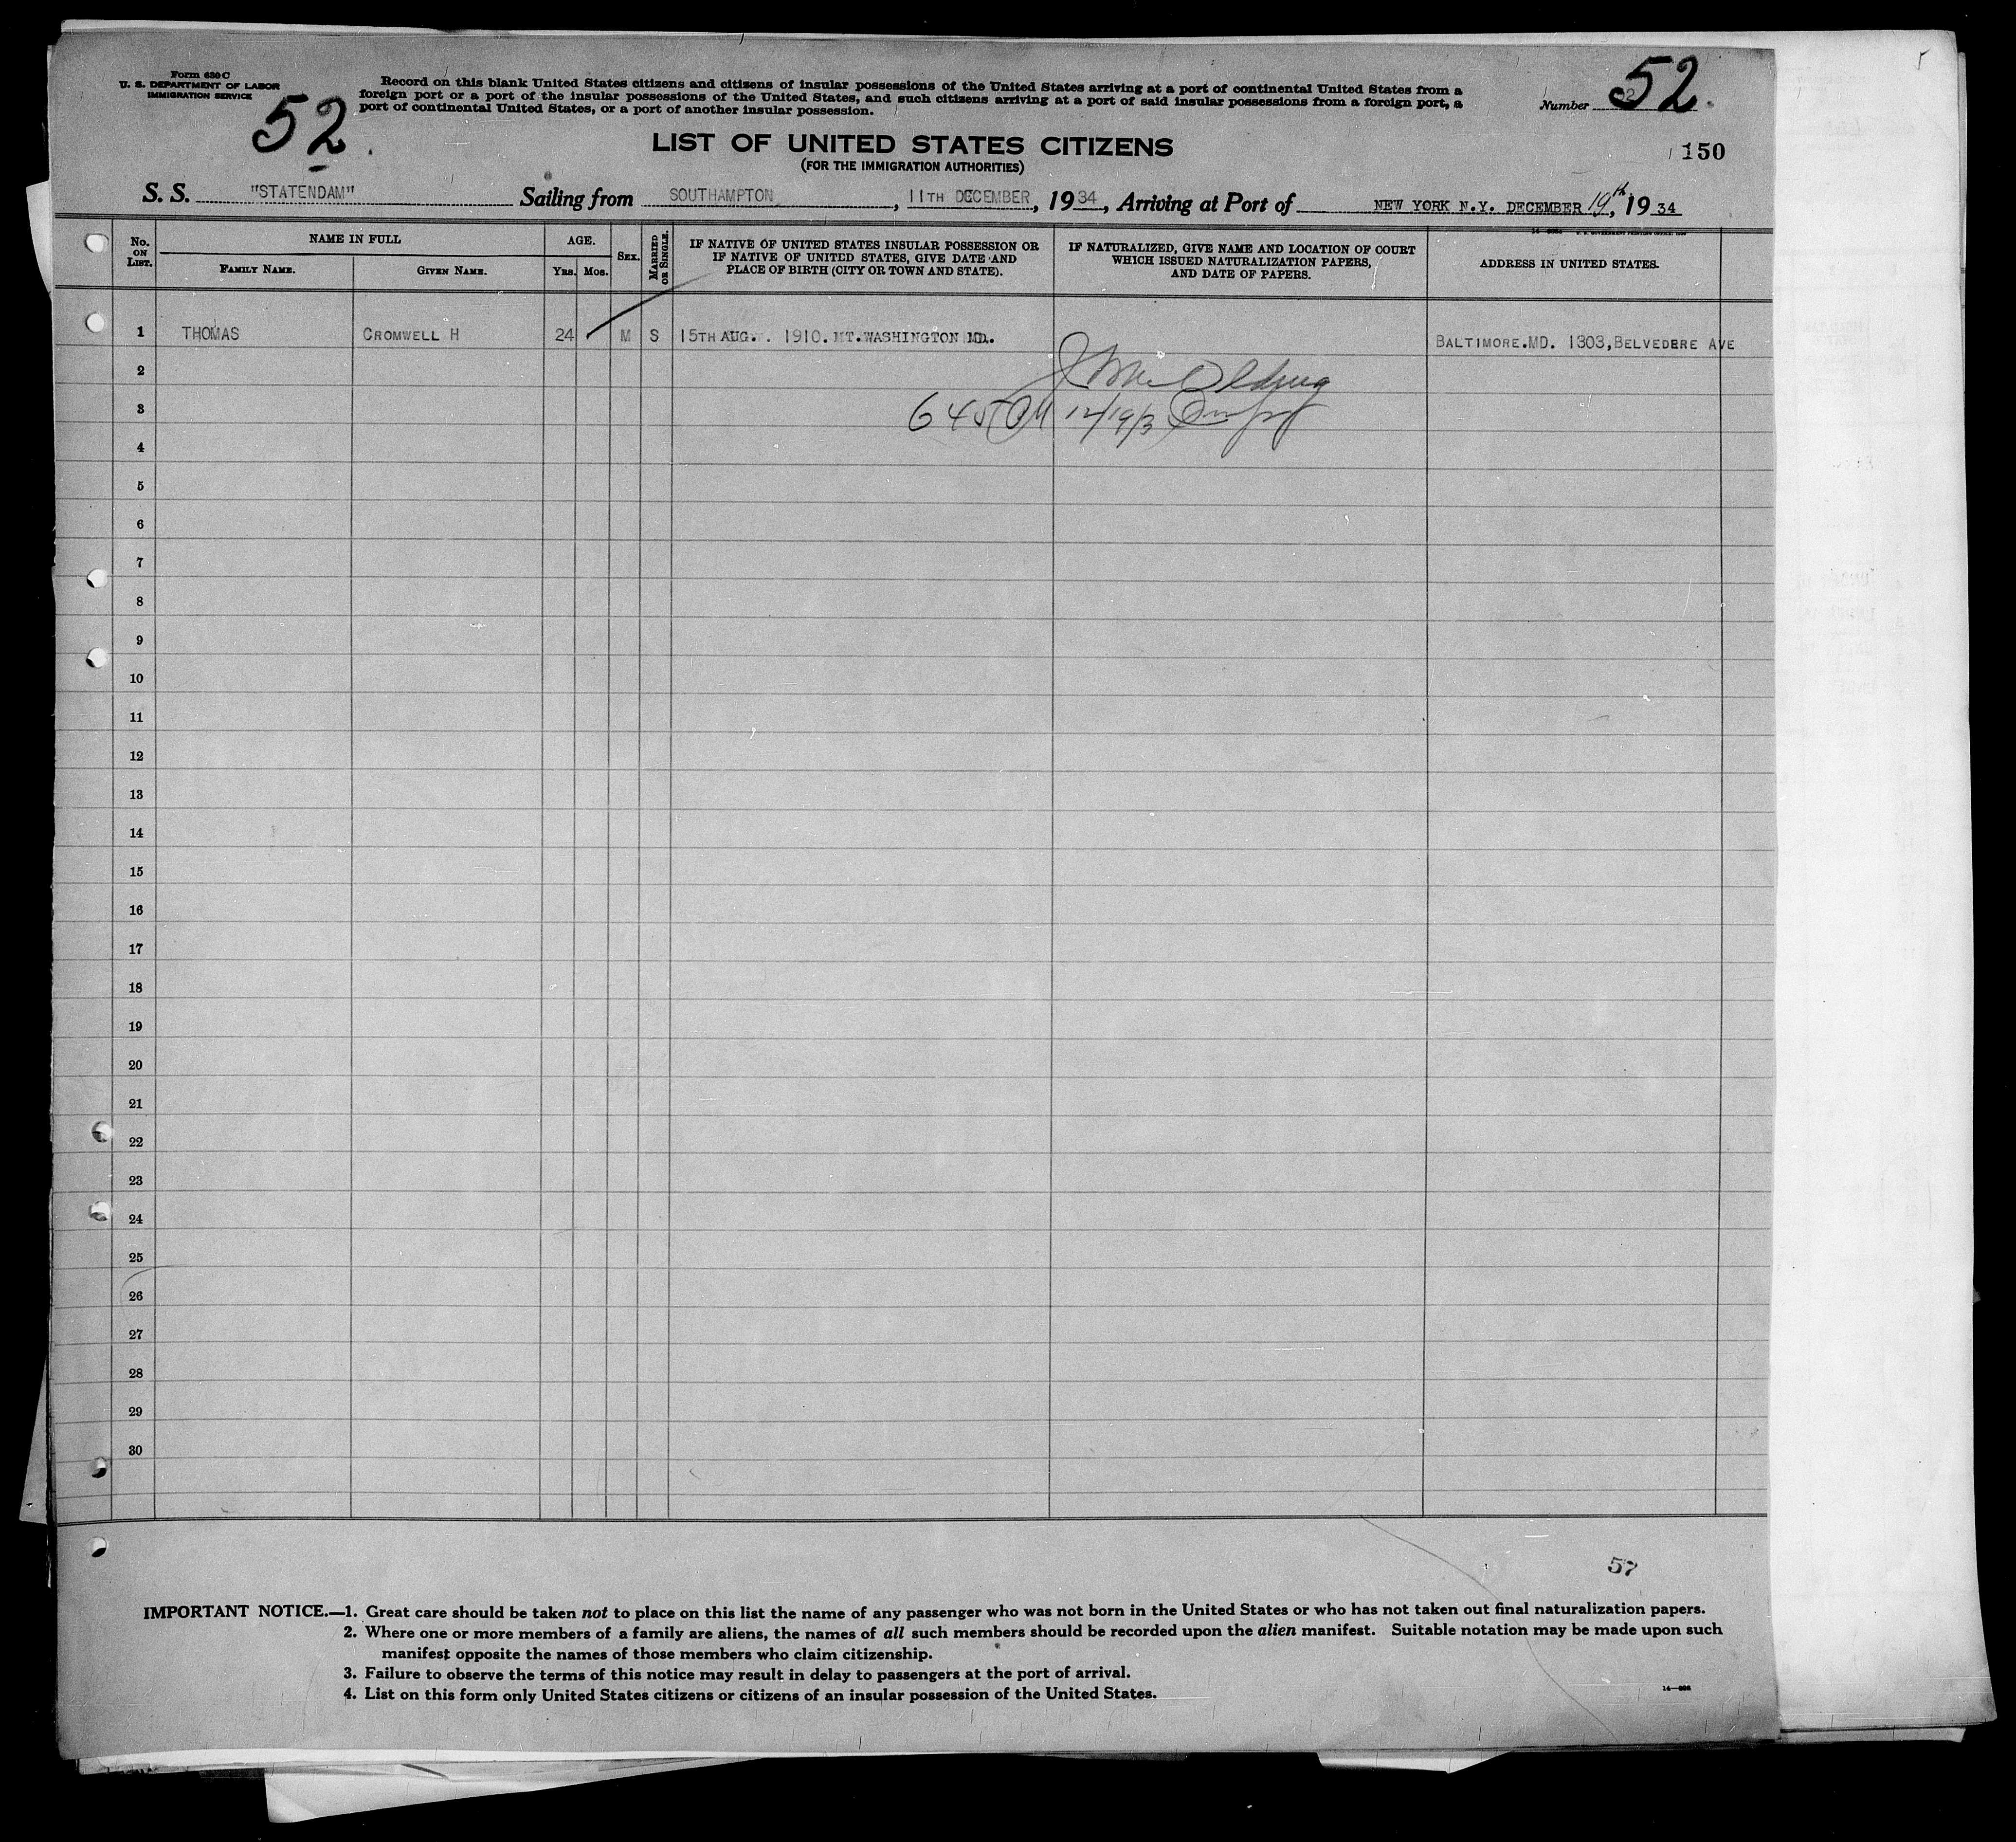 Form 630 C
U. S. DEPARTMENT OF LABOR
IMMIGRATION SERVICE
52.
Record on this blank United States citizens and citizens of insular possessions of the United States arriving at a port of continental United States from a
foreign port or a port of the insular possessions of the United States, and such citizens arriving at a port of said insular possessions from a foreign port, a
port of continental United States, or a port of another insular possession.
Number 52.
LIST OF UNITED STATES CITIZENS
(FOR THE IMMIGRATION AUTHORITIES)
150
S. S. "STATENDAM" Sailing from SOUTHAMPTON, 11TH DECEMBER, 1934, Arriving at Port of NEW YORK N.Y. DECEMBER 19th, 1934
No. ON LIST.
NAME IN FULL
FAMILY NAME.
GIVEN NAME.
AGE.
Yrs. Mos.
SEX.
MARRIED OR SINGLE.
IF NATIVE OF UNITED STATES INSULAR POSSESSION OR
IF NATIVE OF UNITED STATES, GIVE DATE AND
PLACE OF BIRTH (CITY OR TOWN AND STATE).
IF NATURALIZED, GIVE NAME AND LOCATION OF COURT
WHICH ISSUED NATURALIZATION PAPERS,
AND DATE OF PAPERS.
ADDRESS IN UNITED STATES.
1 THOMAS CROMWELL H 24 M S 15TH AUG. 1910. MT.WASHINGTON MD. BALTIMORE.MD. 1303,BELVEDERE AVE
2
3
4
5
6
7
8
9
10
11
12
13
14
15
16
17
18
19
20
21
22
23
24
25
26
27
28
29
30
57
IMPORTANT NOTICE.—1. Great care should be taken not to place on this list the name of any passenger who was not born in the United States or who has not taken out final naturalization papers.
2. Where one or more members of a family are aliens, the names of all such members should be recorded upon the alien manifest. Suitable notation may be made upon such
manifest opposite the names of those members who claim citizenship.
3. Failure to observe the terms of this notice may result in delay to passengers at the port of arrival.
4. List on this form only United States citizens or citizens of an insular possession of the United States.